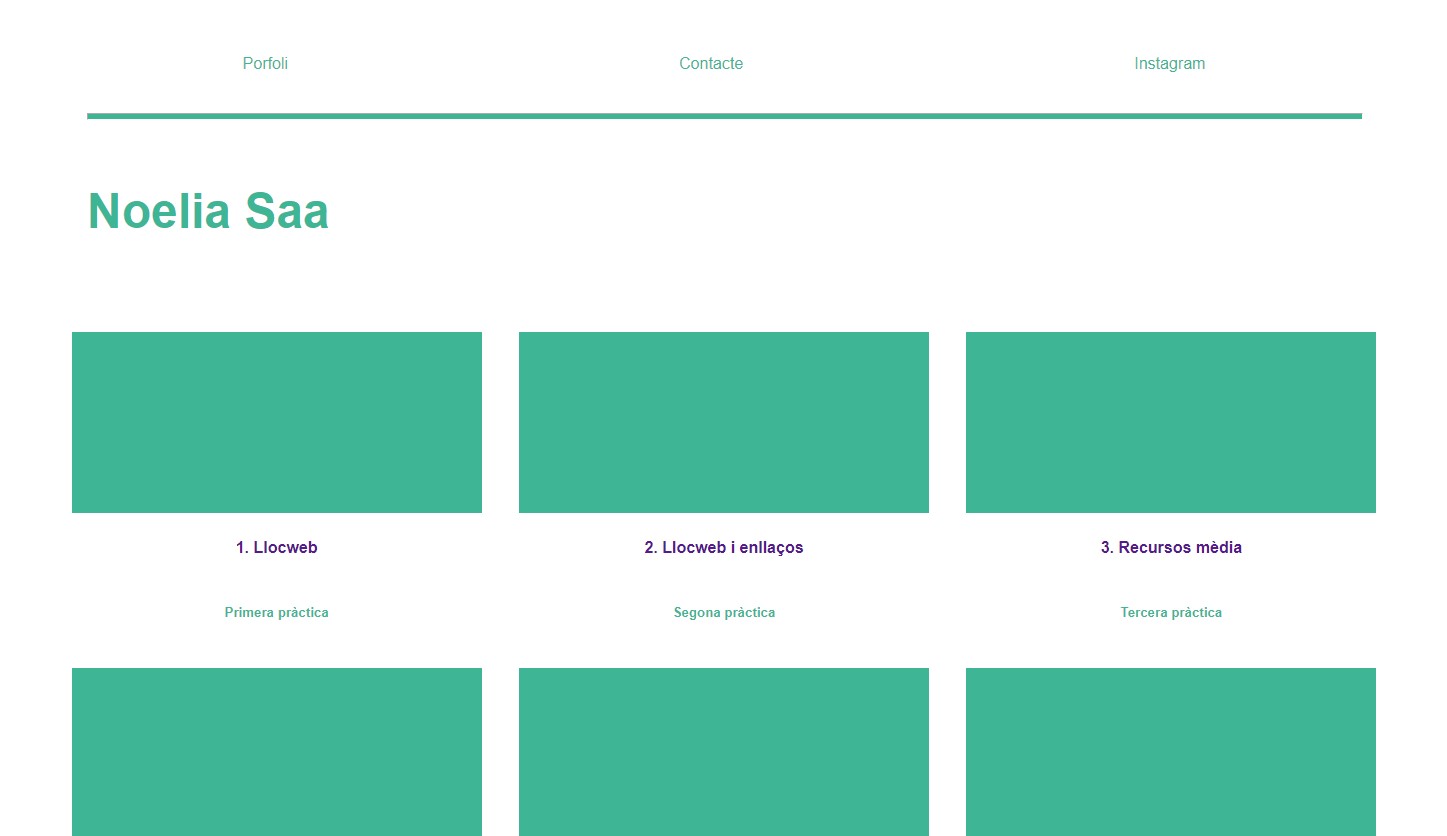 Porfoli
Contacte
Instagram
Noelia Saa
1. Llocweb
2. Llocweb i enllaços
3. Recursos mèdia
Primera pràctica
Segona pràctica
Tercera pràctica